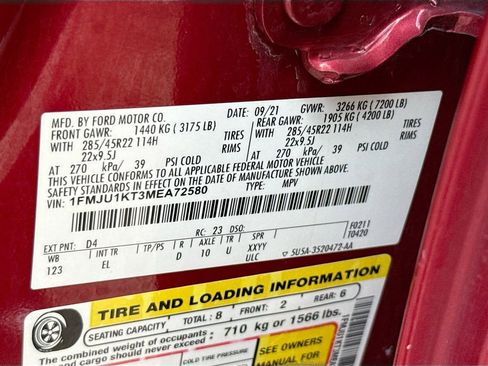 MFD. BY FORD MOTOR CO.
DATE: 09/21 GVWR: 3266 KG ( 7200 LB)
FRONT GAWR: 1440 KG ( 3175 LB) REAR GAWR: 1905 KG ( 4200 LB)
WITH 285/45R22 114H TIRES WITH 285/45R22 114H TIRES
22x9.5J RIMS 22x9.5J RIMS
AT 270 kPa/ 39 PSI COLD AT 270 kPa/ 39 PSI COLD
THIS VEHICLE CONFORMS TO ALL APPLICABLE FEDERAL MOTOR VEHICLE
SAFETY STANDARDS IN EFFECT ON THE DATE OF MANUFACTURE SHOWN ABOVE.
VIN: 1FMJU1KT3MEA72580 TYPE: MPV
EXT PNT: D4 RC: 23 DSO: F0211
WB INT TR TP/PS R AXLE TR SPR T0420
123 EL D 10 U XXYY
ULC 5U5A-3520472-AA
TIRE AND LOADING INFORMATION
SEATING CAPACITY TOTAL: 8 FRONT: 2 REAR: 6
The combined weight of occupants
and cargo should never exceed: 710 kg or 1566 lbs.
COLD TIRE PRESSURE
SEE OWNERS
MANUAL FOR